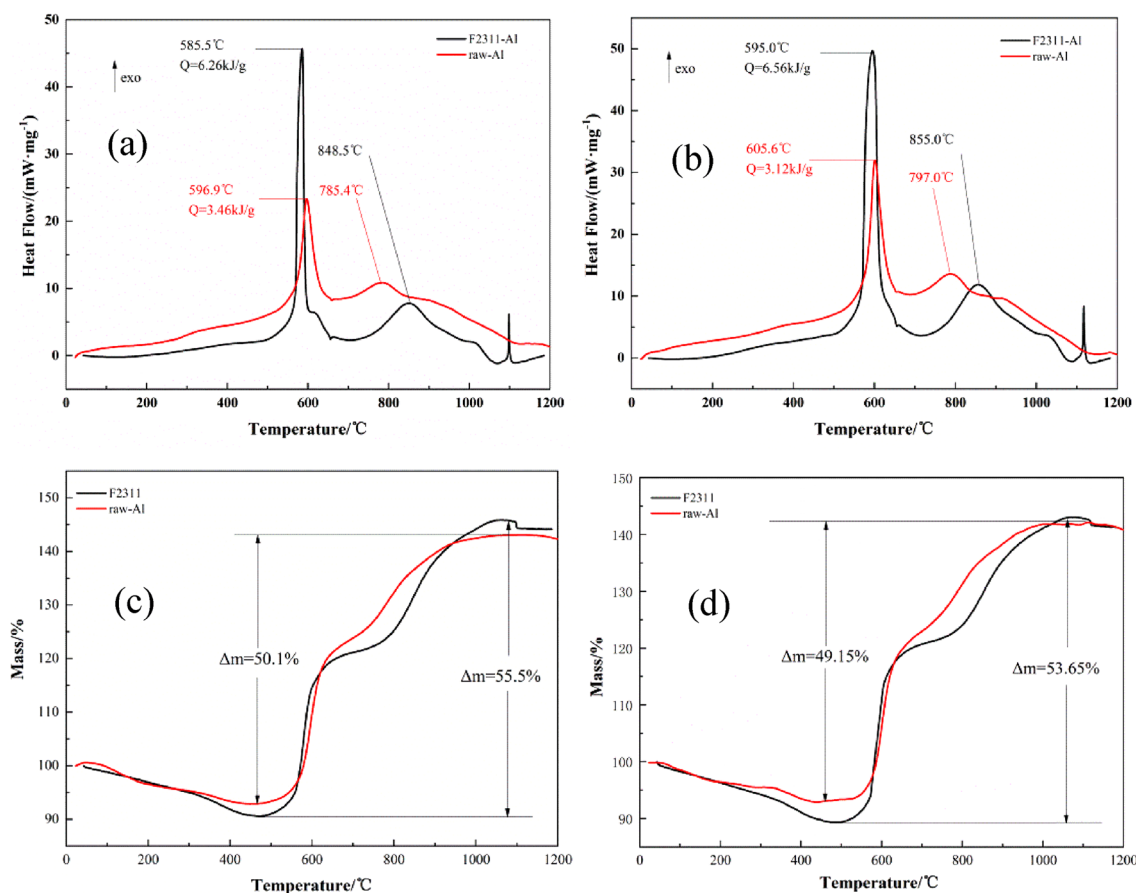 50
40
30
20
10
0
Heat Flow/(mW·mg⁻¹)
585.5℃
Q=6.26kJ/g
F2311-Al
raw-Al
exo
(a)
848.5℃
596.9℃
785.4℃
Q=3.46kJ/g
0 200 400 600 800 1000 1200
Temperature/℃
50
40
30
20
10
0
Heat Flow/(mW·mg⁻¹)
595.0℃
Q=6.56kJ/g
F2311-Al
raw-Al
exo
(b)
855.0℃
605.6℃
Q=3.12kJ/g
797.0℃
0 200 400 600 800 1000 1200
Temperature/℃
150
140
130
120
110
100
90
Mass/%
F2311
raw-Al
(c)
Δm=50.1%
Δm=55.5%
0 200 400 600 800 1000 1200
Temperature/℃
150
140
130
120
110
100
90
Mass/%
F2311
raw-Al
(d)
Δm=49.15%
Δm=53.65%
0 200 400 600 800 1000 1200
Temperature/℃